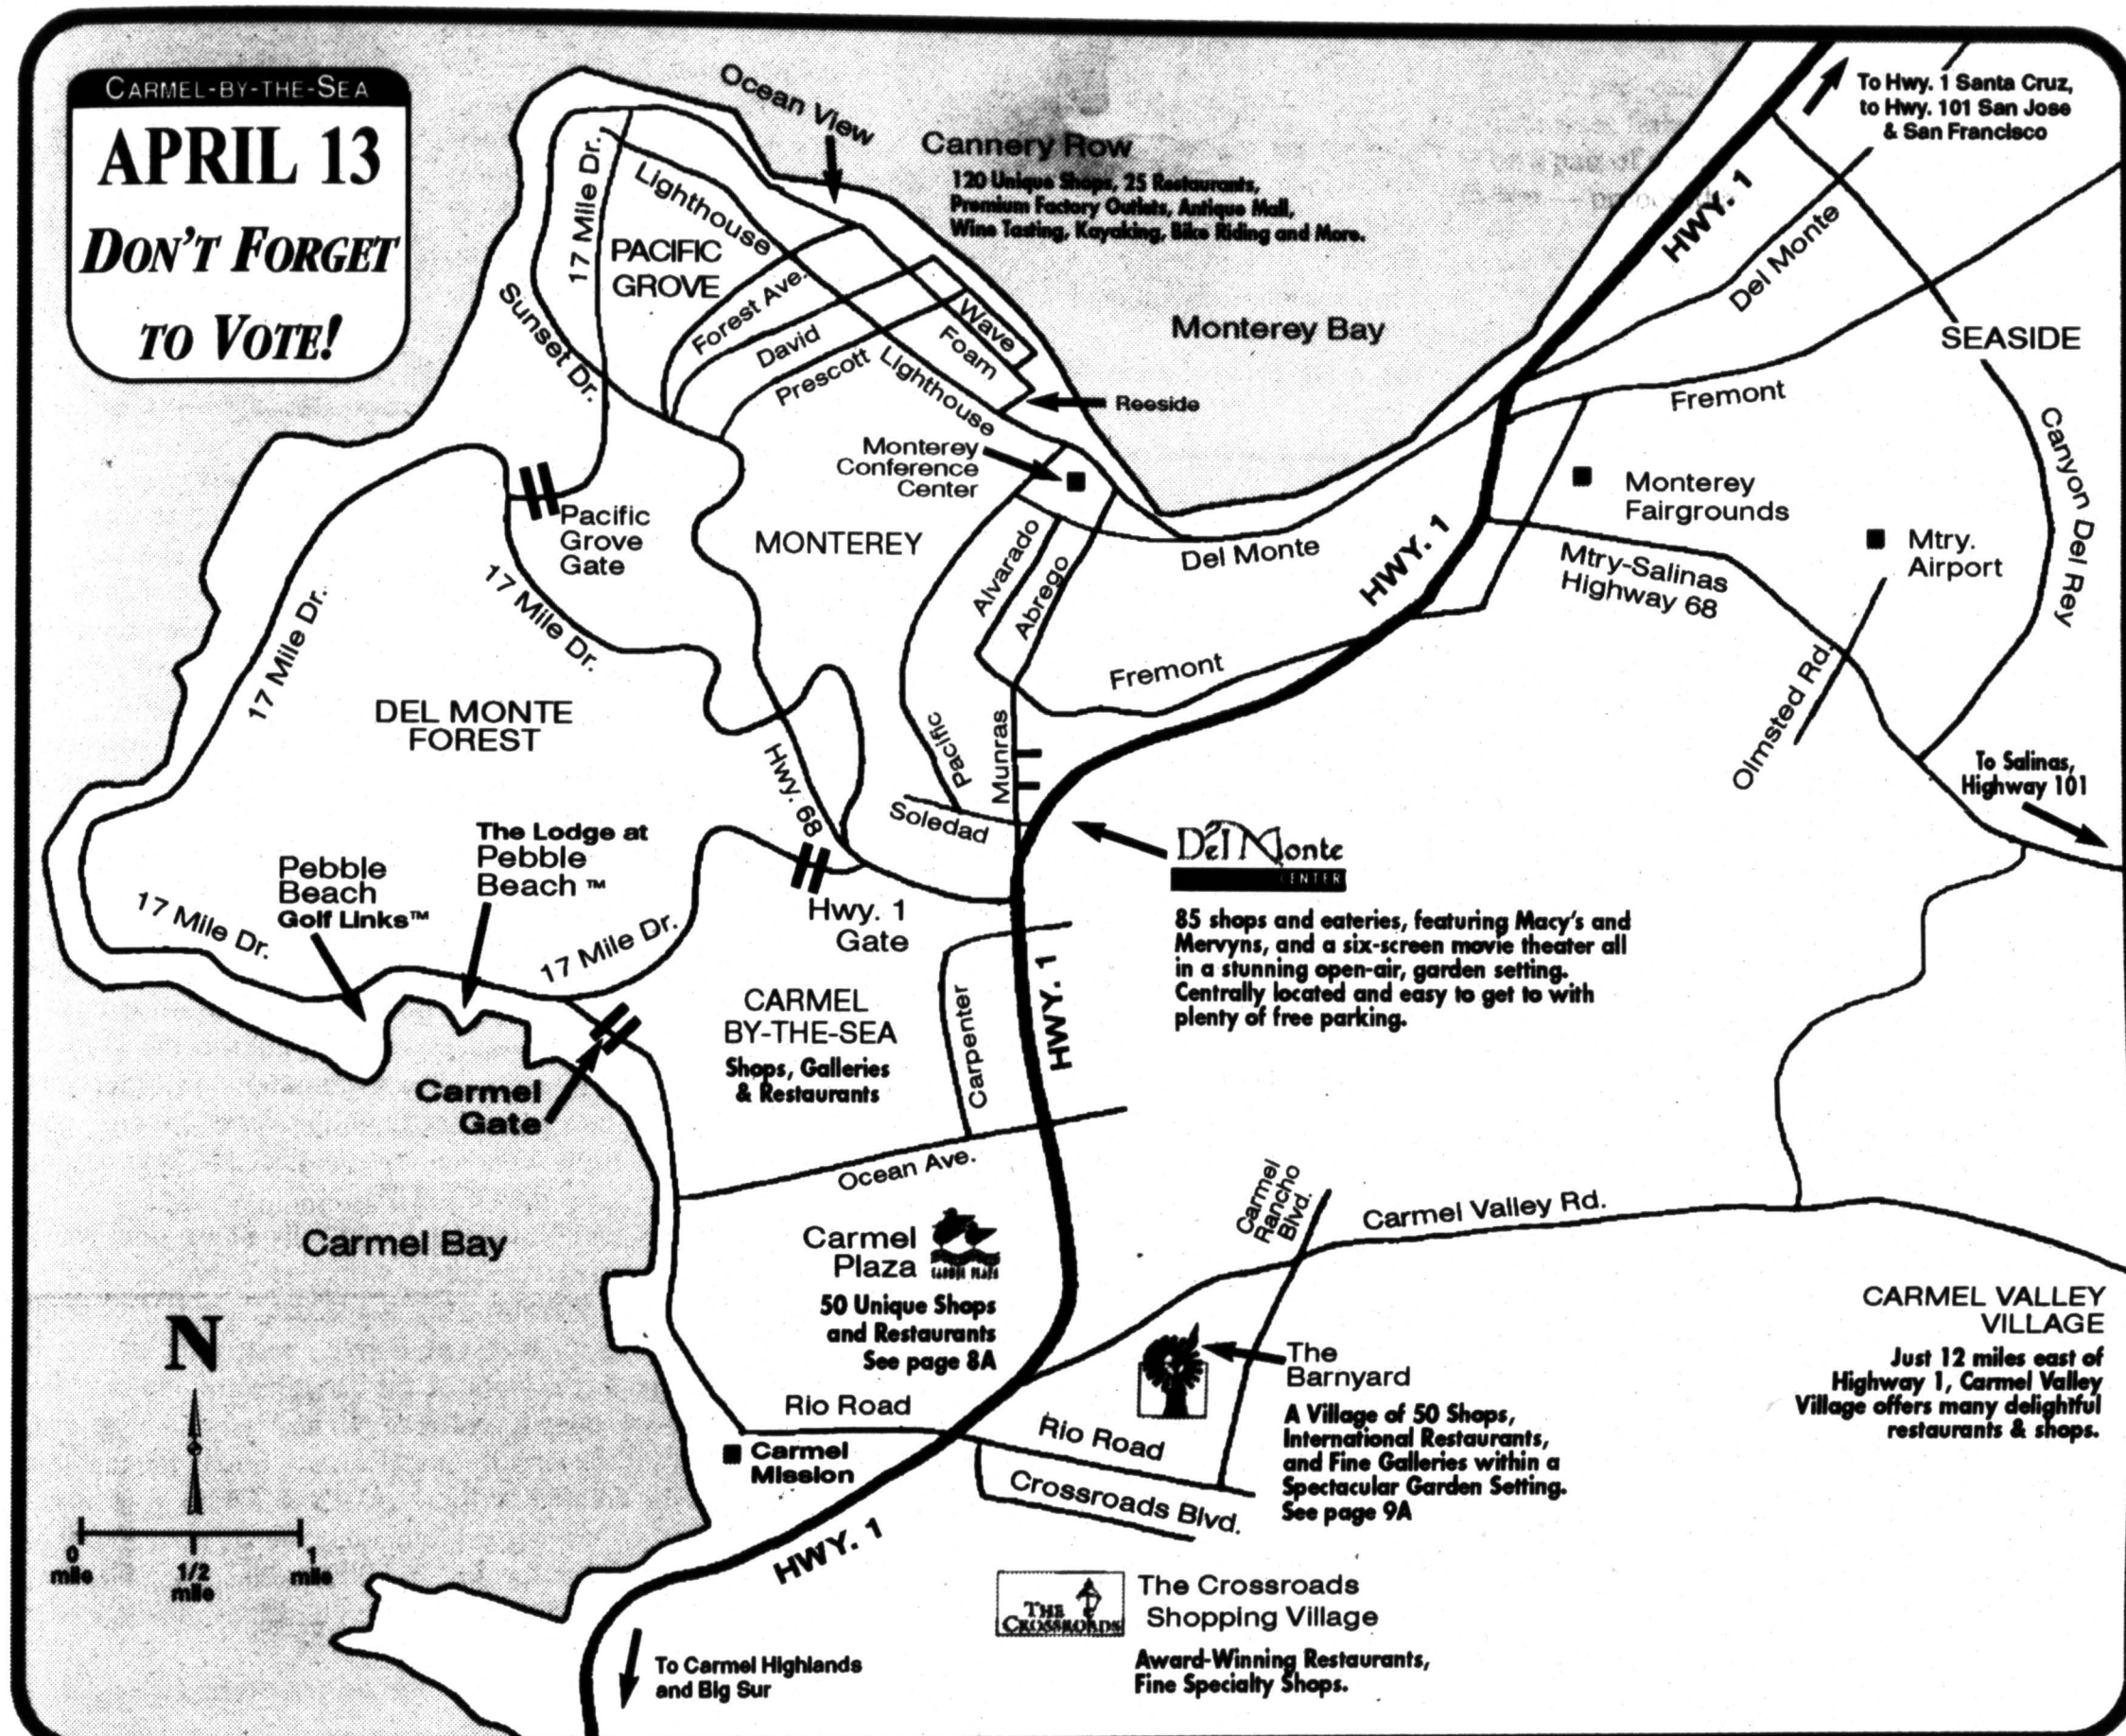 CARMEL-BY-THE-SEA
APRIL 13
DON'T FORGET
TO VOTE!
Ocean View
Cannery Row
120 Unique Shops, 25 Restaurants,
Premium Factory Outlets, Antique Mall,
Wine Tasting, Kayaking, Bike Riding and More.
To Hwy. 1 Santa Cruz,
to Hwy. 101 San Jose
& San Francisco
HWY. 1
Del Monte
17 Mile Dr.
Lighthouse
PACIFIC
GROVE
Sunset Dr.
Forest Ave.
David
Prescott
Lighthouse
Wave
Foam
Reeside
Monterey Bay
SEASIDE
Fremont
Canyon Del Rey
Monterey
Conference
Center
Monterey
Fairgrounds
Mtry.
Airport
Pacific
Grove
Gate
MONTEREY
Alvarado
Abrego
Del Monte
HWY. 1
Mtry-Salinas
Highway 68
Olmsted Rd.
17 Mile Dr.
17 Mile Dr.
Fremont
DEL MONTE
FOREST
Hwy. 68
Pacific
Munras
Soledad
To Salinas,
Highway 101
Del Monte
CENTER
85 shops and eateries, featuring Macy's and
Mervyns, and a six-screen movie theater all
in a stunning open-air, garden setting.
Centrally located and easy to get to with
plenty of free parking.
The Lodge at
Pebble
Beach ™
Pebble
Beach
Golf Links™
17 Mile Dr.
17 Mile Dr.
Hwy. 1
Gate
CARMEL
BY-THE-SEA
Shops, Galleries
& Restaurants
Carpenter
HWY. 1
Carmel
Gate
Ocean Ave.
Carmel Bay
Carmel
Plaza
CARMEL PLAZA
50 Unique Shops
and Restaurants
See page 8A
Carmel
Rancho
Blvd.
Carmel Valley Rd.
CARMEL VALLEY
VILLAGE
Just 12 miles east of
Highway 1, Carmel Valley
Village offers many delightful
restaurants & shops.
The
Barnyard
A Village of 50 Shops,
International Restaurants,
and Fine Galleries within a
Spectacular Garden Setting.
See page 9A
Rio Road
Rio Road
Carmel
Mission
Crossroads Blvd.
HWY. 1
N
0
mile
1/2
mile
1
mile
THE
CROSSROADS
The Crossroads
Shopping Village
Award-Winning Restaurants,
Fine Specialty Shops.
To Carmel Highlands
and Big Sur